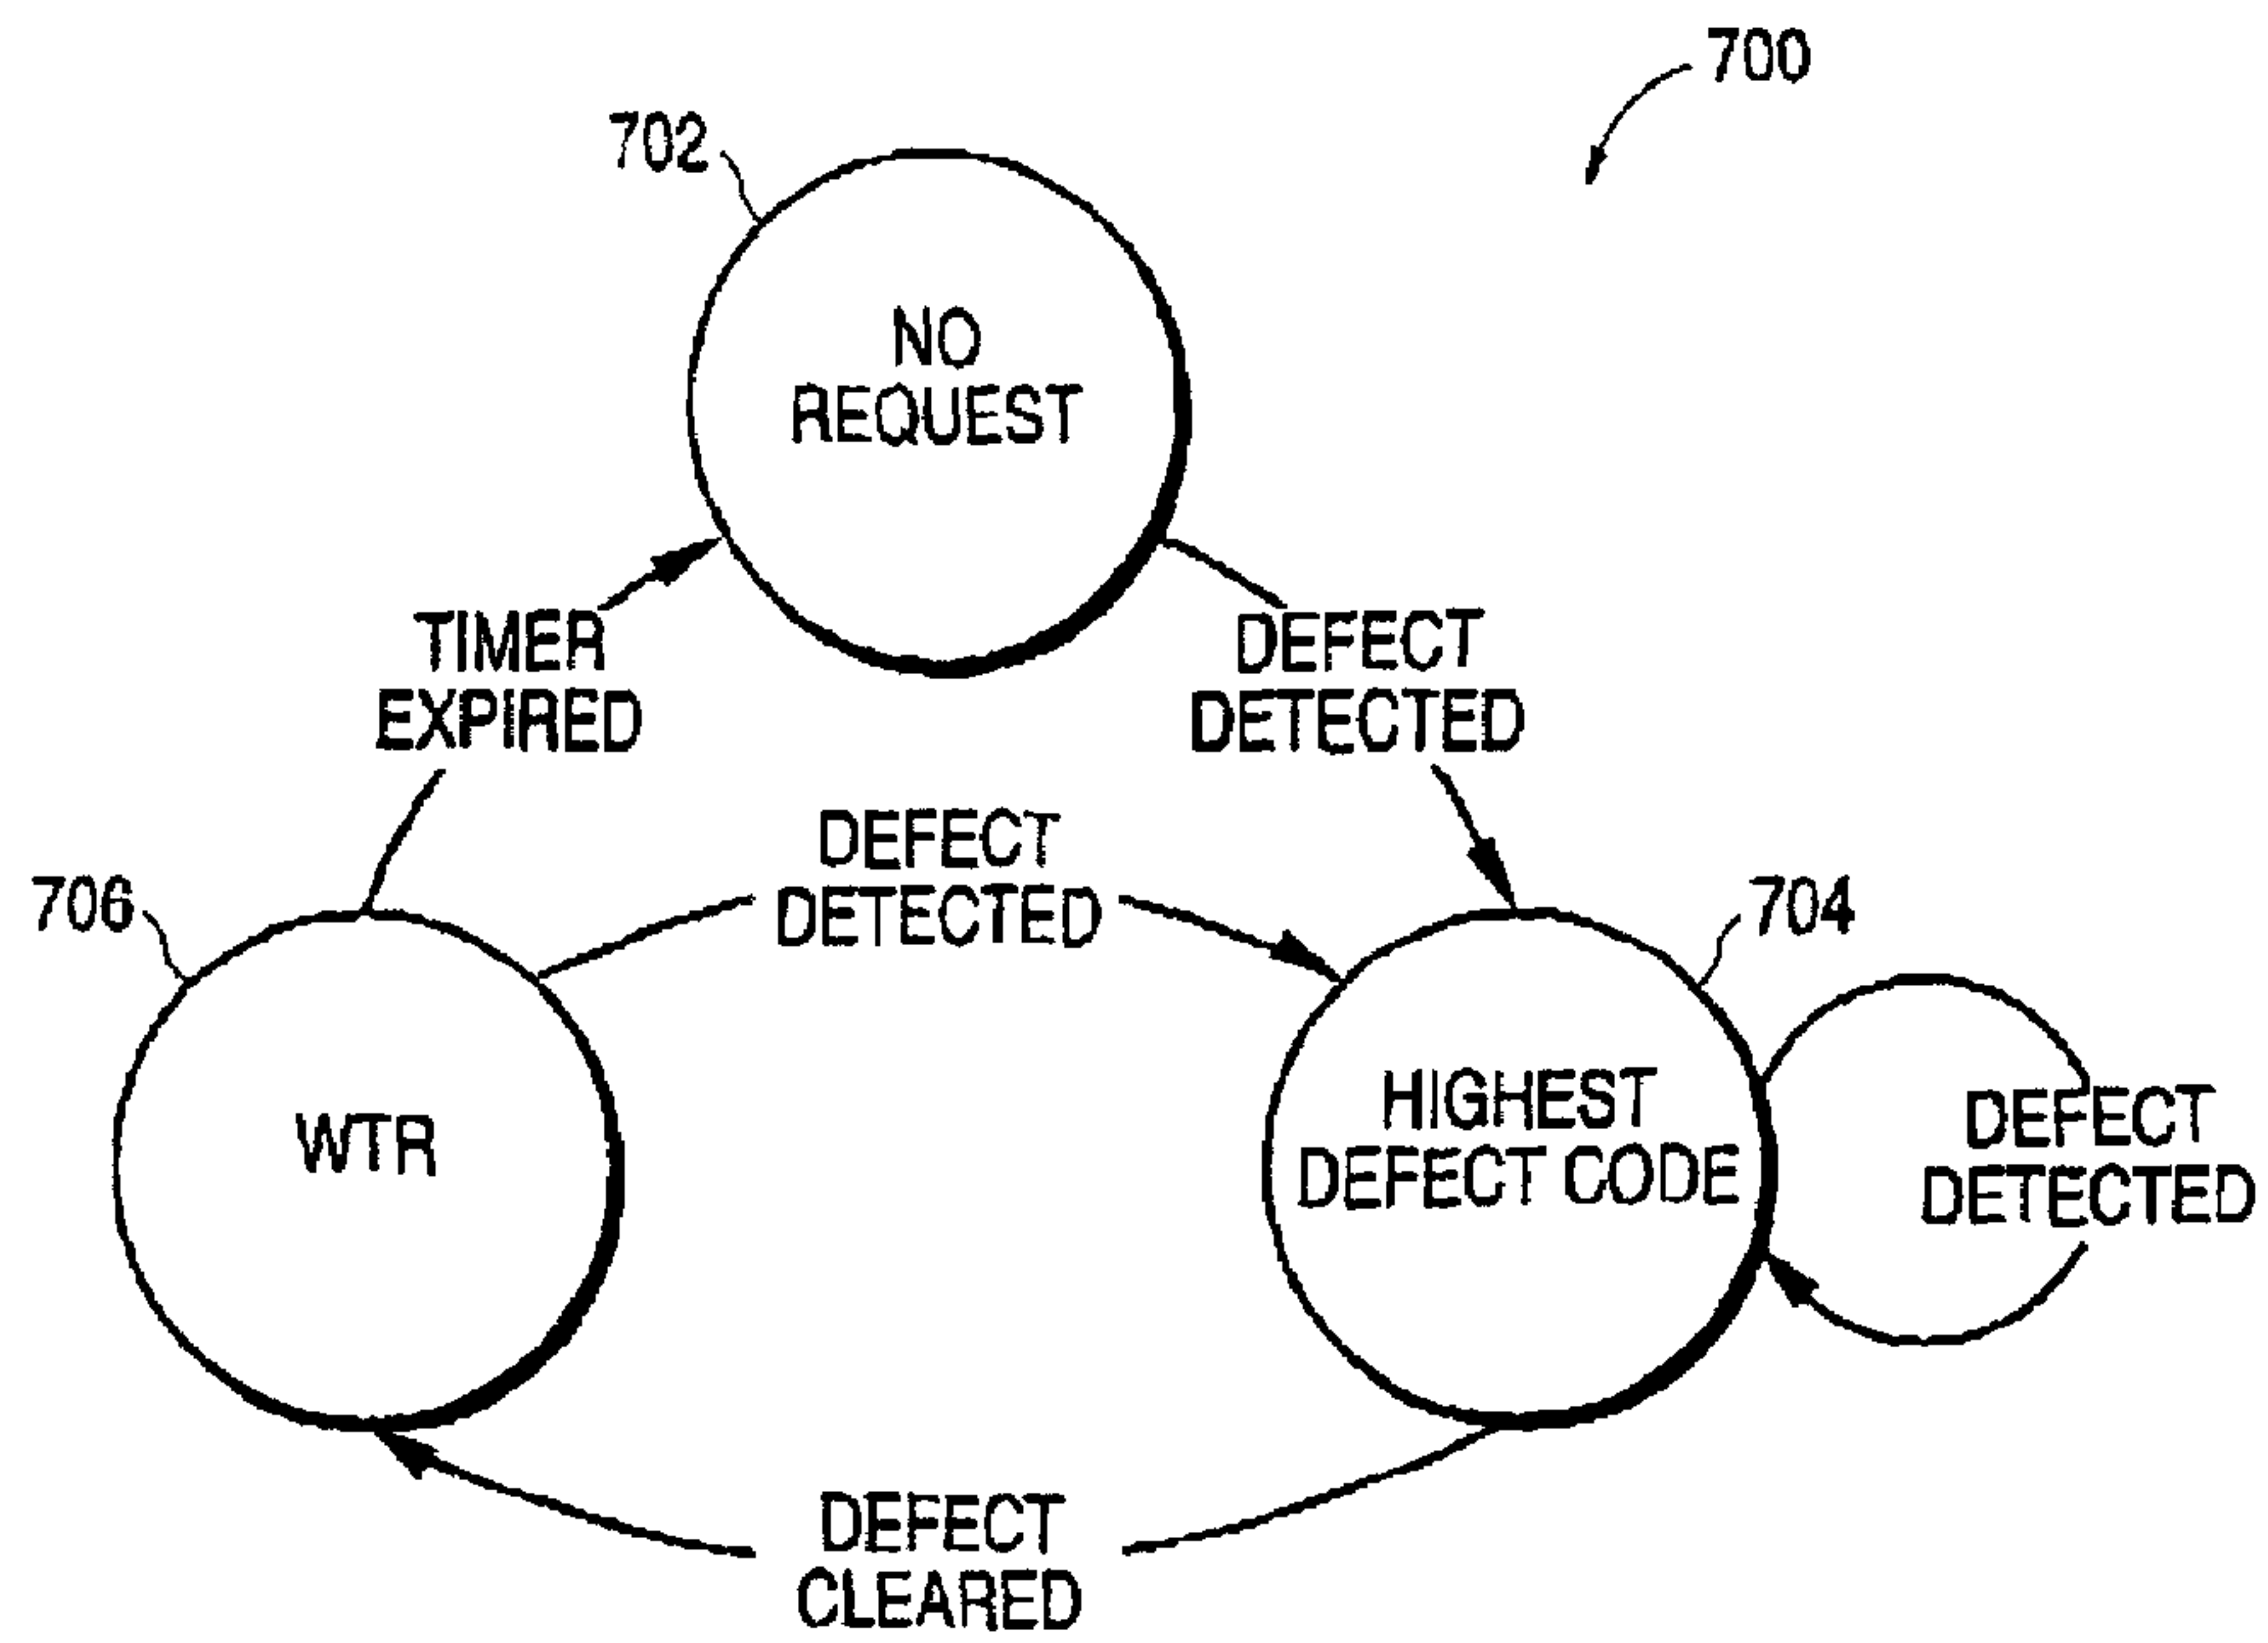 700
702
NO
REQUEST
TIMER
EXPIRED
DEFECT
DETECTED
DEFECT
DETECTED
706
704
WTR
HIGHEST
DEFECT CODE
DEFECT
DETECTED
DEFECT
CLEARED